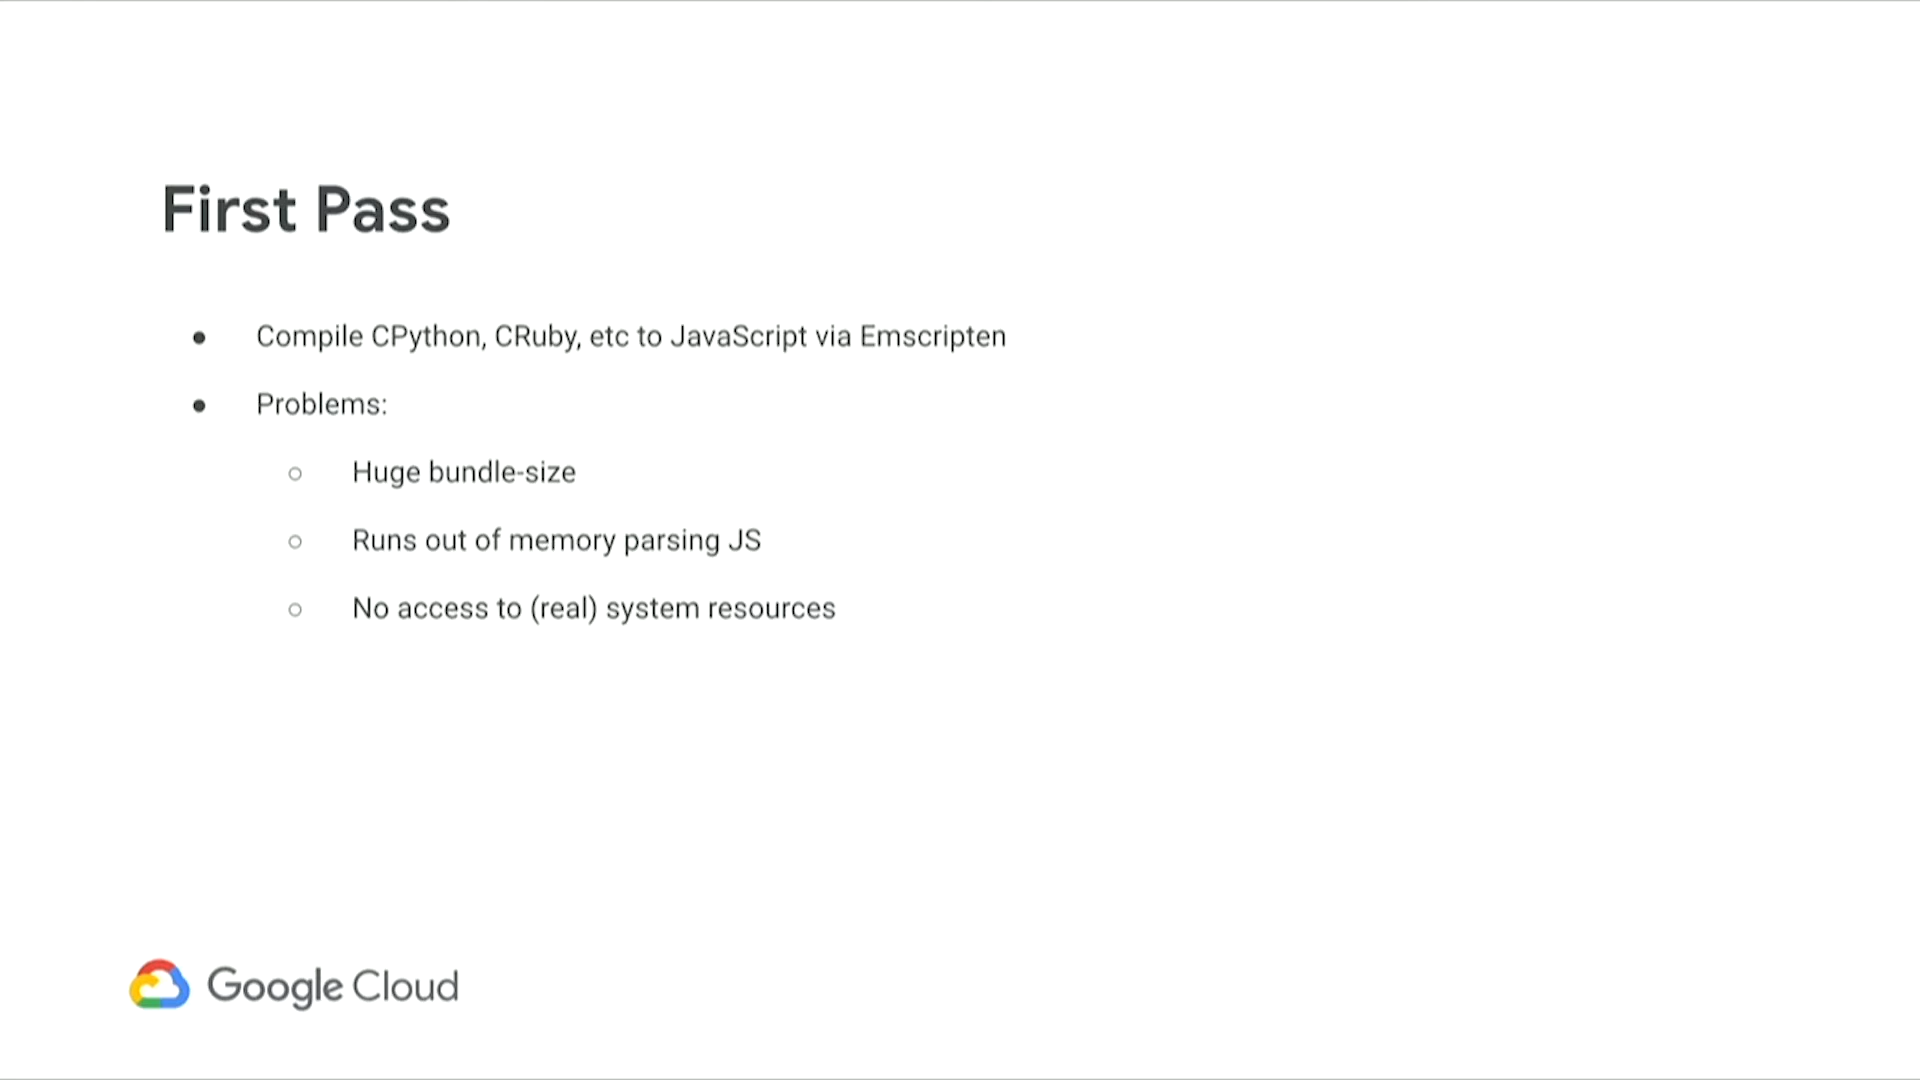 First Pass
● Compile CPython, CRuby, etc to JavaScript via Emscripten
● Problems:
○ Huge bundle-size
○ Runs out of memory parsing JS
○ No access to (real) system resources
Google Cloud